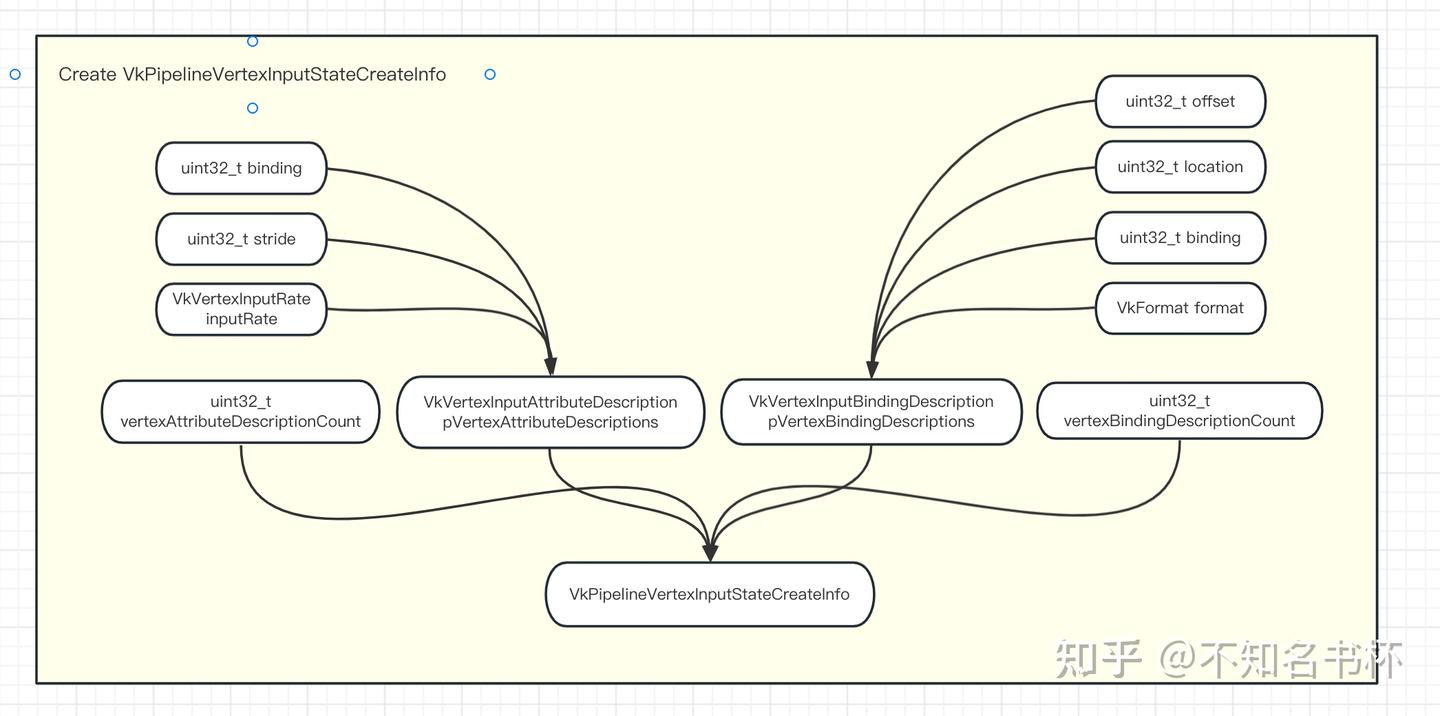 Create VkPipelineVertexInputStateCreateInfo
uint32_t offset
uint32_t binding
uint32_t location
uint32_t stride
uint32_t binding
VkVertexInputRate
inputRate
VkFormat format
uint32_t
vertexAttributeDescriptionCount
VkVertexInputAttributeDescription
pVertexAttributeDescriptions
VkVertexInputBindingDescription
pVertexBindingDescriptions
uint32_t
vertexBindingDescriptionCount
VkPipelineVertexInputStateCreateInfo
知乎 @不知名书杯